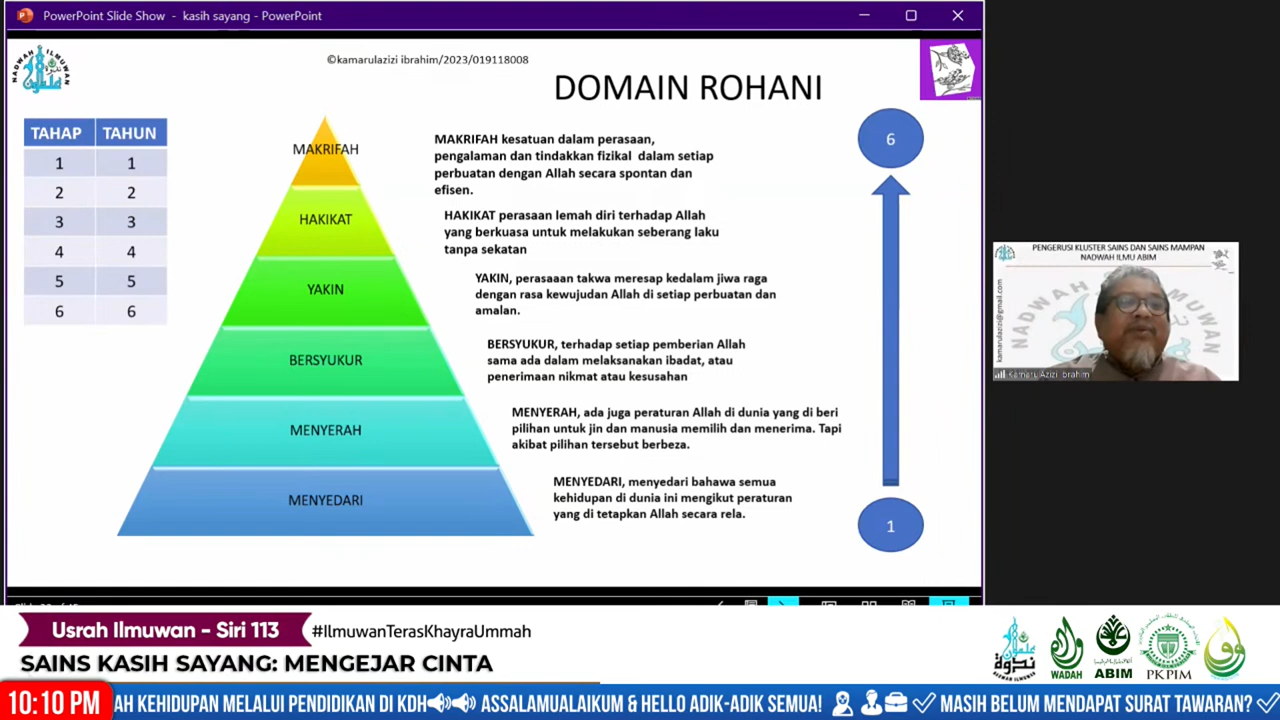 PowerPoint Slide Show - kasih sayang - PowerPoint
NADWAH ILMUWAN
©kamarulazizi ibrahim/2023/019118008
DOMAIN ROHANI
TAHAP TAHUN
1 1
2 2
3 3
4 4
5 5
6 6
MAKRIFAH
HAKIKAT
YAKIN
BERSYUKUR
MENYERAH
MENYEDARI
MAKRIFAH kesatuan dalam perasaan,
pengalaman dan tindakkan fizikal dalam setiap
perbuatan dengan Allah secara spontan dan
efisen.
HAKIKAT perasaan lemah diri terhadap Allah
yang berkuasa untuk melakukan seberang laku
tanpa sekatan
YAKIN, perasaaan takwa meresap kedalam jiwa raga
dengan rasa kewujudan Allah di setiap perbuatan dan
amalan.
BERSYUKUR, terhadap setiap pemberian Allah
sama ada dalam melaksanakan ibadat, atau
penerimaan nikmat atau kesusahan
MENYERAH, ada juga peraturan Allah di dunia yang di beri
pilihan untuk jin dan manusia memilih dan menerima. Tapi
akibat pilihan tersebut berbeza.
MENYEDARI, menyedari bahawa semua
kehidupan di dunia ini mengikut peraturan
yang di tetapkan Allah secara rela.
6
1
PENGERUSI KLUSTER SAINS DAN SAINS MAMPAN
NADWAH ILMU ABIM
kamarulazizi@gmail.com
Kamarul Azizi Ibrahim
Usrah Ilmuwan - Siri 113
#IlmuwanTerasKhayraUmmah
SAINS KASIH SAYANG: MENGEJAR CINTA
WADAH
ABIM
PKPIM
10:10 PM
AH KEHIDUPAN MELALUI PENDIDIKAN DI KDH ASSALAMUALAIKUM & HELLO ADIK-ADIK SEMUA! MASIH BELUM MENDAPAT SURAT TAWARAN?